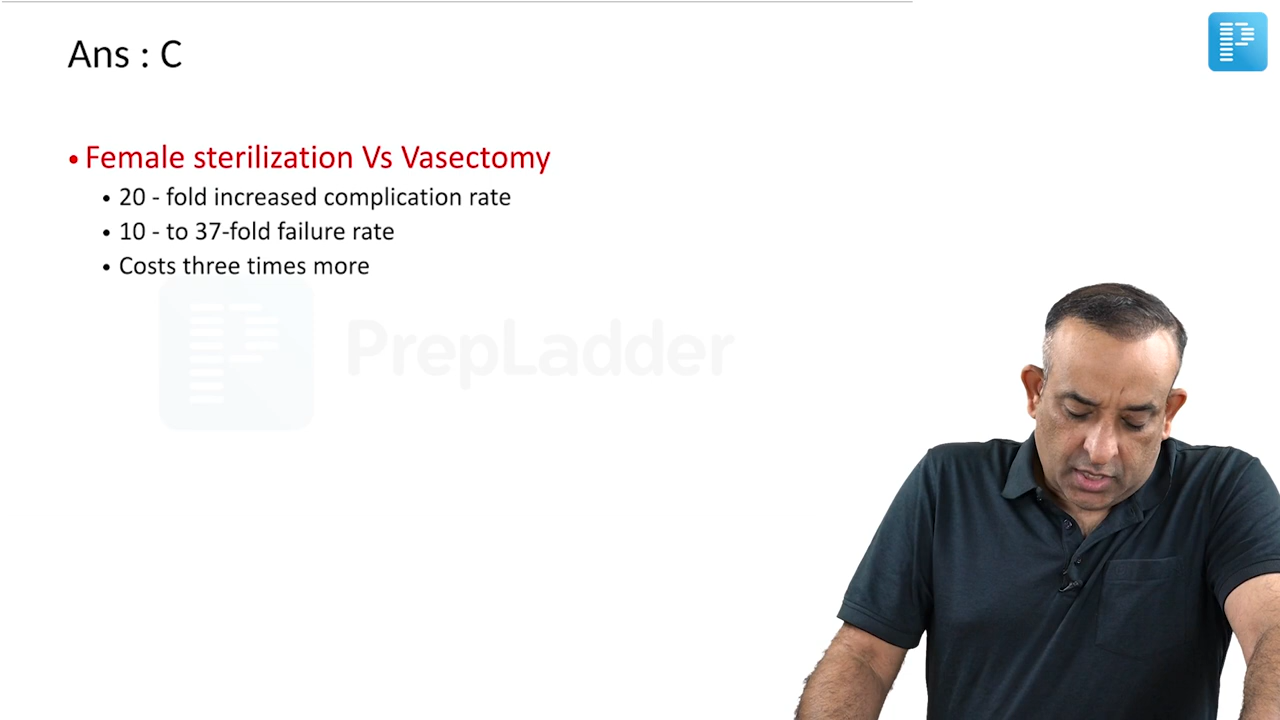 Ans : C
• Female sterilization Vs Vasectomy
• 20 - fold increased complication rate
• 10 - to 37-fold failure rate
• Costs three times more
PrepLadder